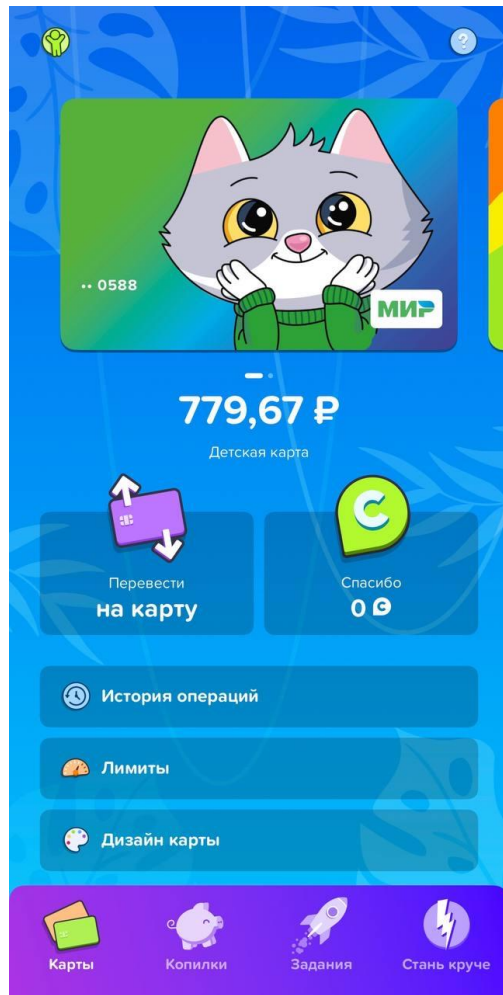 ?
·· 0588
МИР
779,67 ₽
Детская карта
С
Перевести
на карту
Спасибо
0 С
История операций
Лимиты
Дизайн карты
Карты
Копилки
Задания
Стань круче